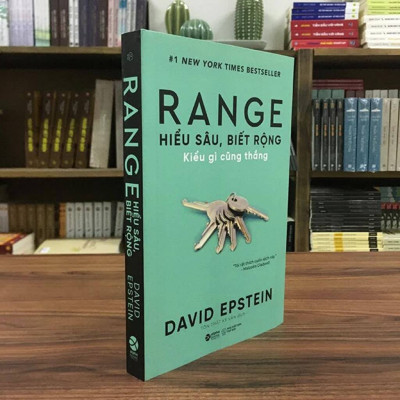 #1 NEW YORK TIMES BESTSELLER
RANGE
HIỂU SÂU, BIẾT RỘNG
Kiểu gì cũng thắng
DAVID EPSTEIN
RANGE
HIỂU SÂU,
BIẾT RỘNG
DAVID
EPSTEIN